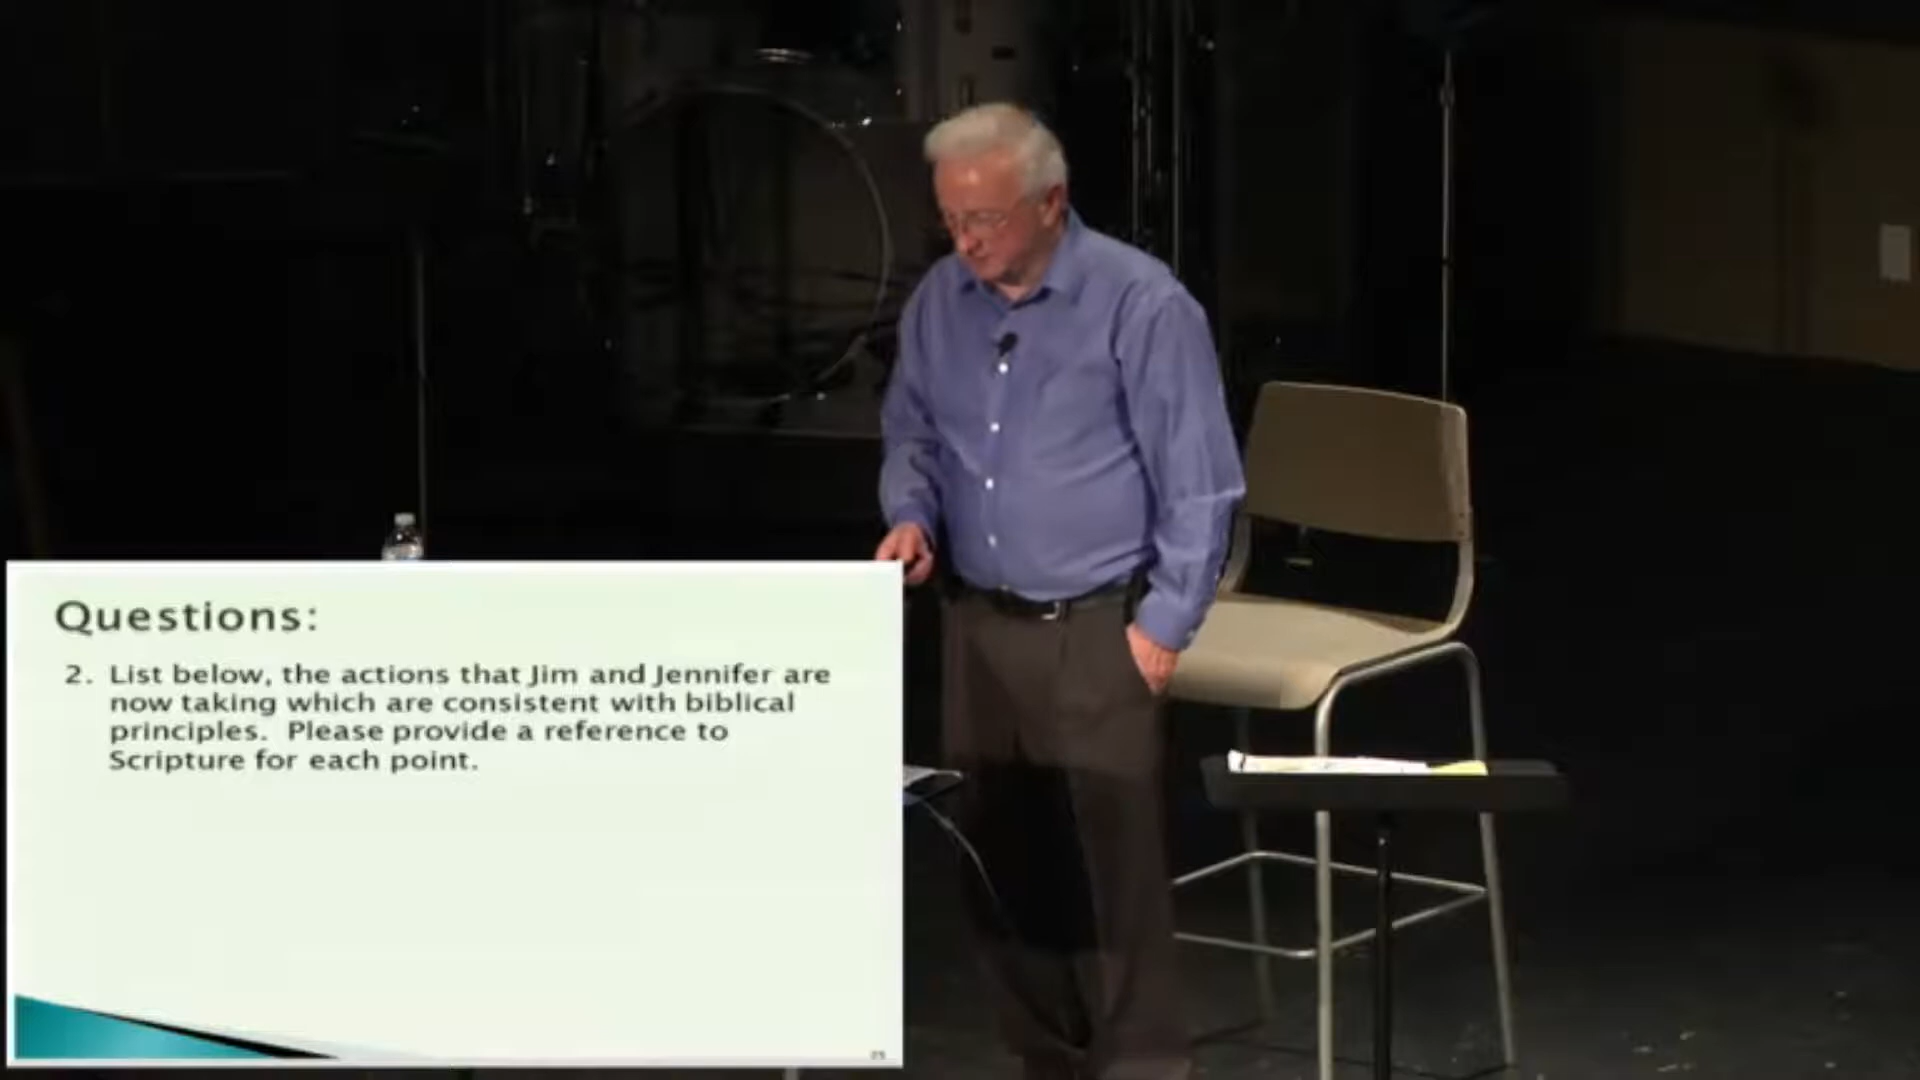 Questions:
2. List below, the actions that Jim and Jennifer are
now taking which are consistent with biblical
principles. Please provide a reference to
Scripture for each point.